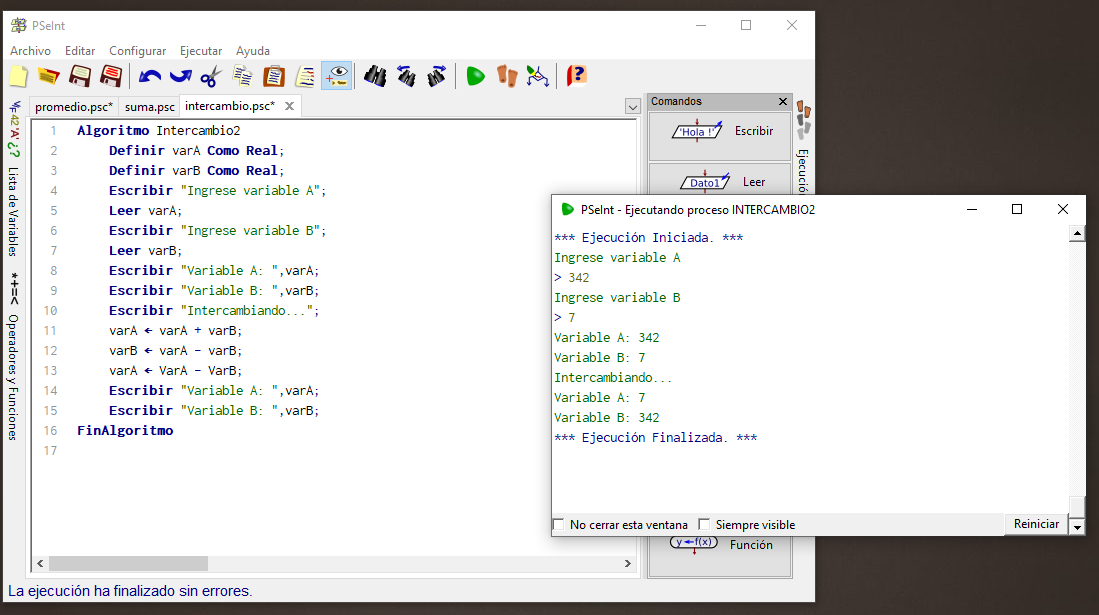 PSeInt
Archivo Editar Configurar Ejecutar Ayuda
promedio.psc* suma.psc intercambio.psc*
*+=< Operadores y Funciones
Lista de Variables
1 Algoritmo Intercambio2
2 Definir varA Como Real;
3 Definir varB Como Real;
4 Escribir "Ingrese variable A";
5 Leer varA;
6 Escribir "Ingrese variable B";
7 Leer varB;
8 Escribir "Variable A: ",varA;
9 Escribir "Variable B: ",varB;
10 Escribir "Intercambiando...";
11 varA ← varA + varB;
12 varB ← varA - varB;
13 varA ← VarA - VarB;
14 Escribir "Variable A: ",varA;
15 Escribir "Variable B: ",varB;
16 FinAlgoritmo
17
Comandos
'Hola !' Escribir
Dato1 Leer
y←f(x) Función
PSeInt - Ejecutando proceso INTERCAMBIO2
*** Ejecución Iniciada. ***
Ingrese variable A
> 342
Ingrese variable B
> 7
Variable A: 342
Variable B: 7
Intercambiando...
Variable A: 7
Variable B: 342
*** Ejecución Finalizada. ***
No cerrar esta ventana Siempre visible Reiniciar
La ejecución ha finalizado sin errores.